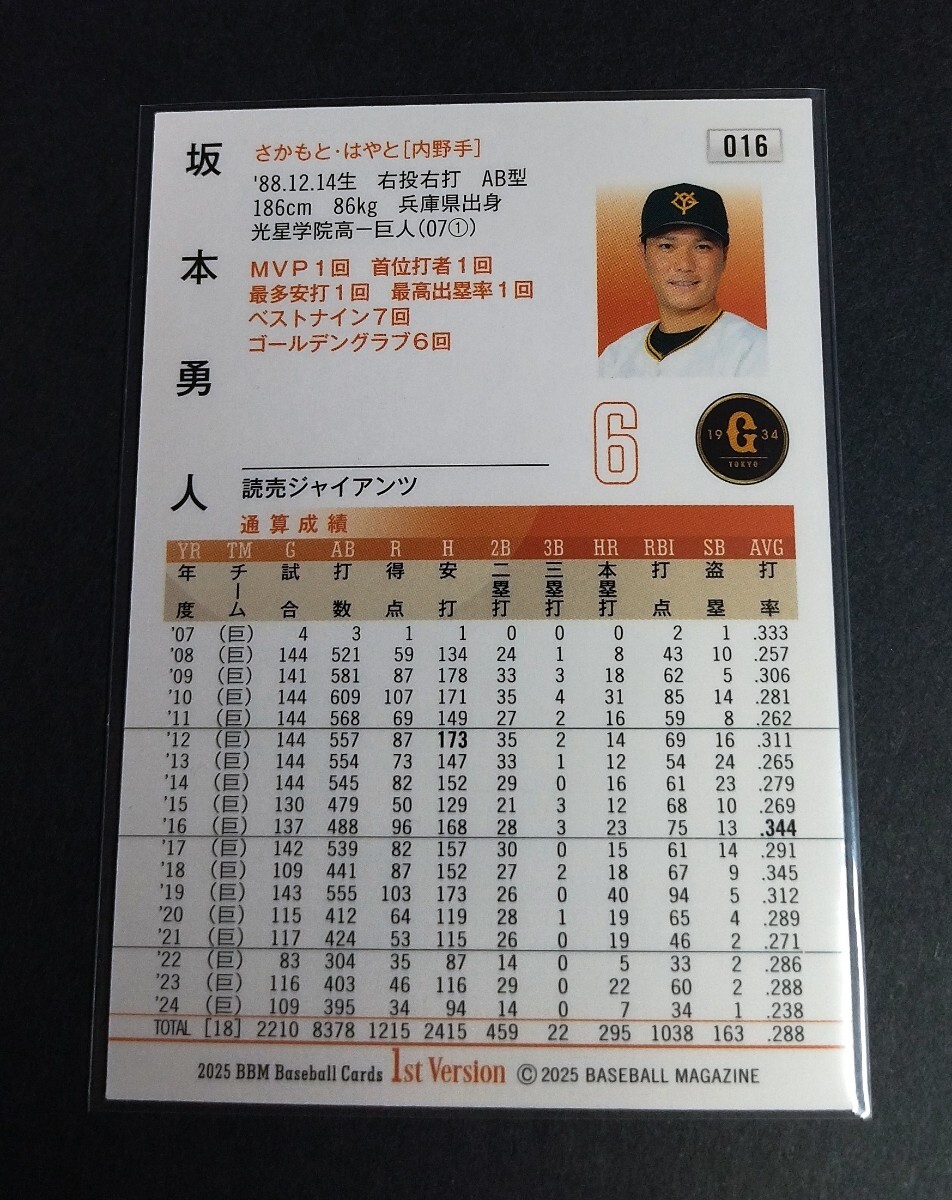 坂本勇人
016
さかもと・はやと[内野手]
'88.12.14生 右投右打 AB型
186cm 86kg 兵庫県出身
光星学院高ー巨人(07①)
MVP1回 首位打者1回
最多安打1回 最高出塁率1回
ベストナイン7回
ゴールデングラブ6回
YG
6
19 G 34
TOKYO
読売ジャイアンツ
通算成績
YR TM G AB R H 2B 3B HR RBI SB AVG
年度 チーム 試合 打数 得点 安打 二塁打 三塁打 本塁打 打点 盗塁 打率
'07 (巨) 4 3 1 1 0 0 0 2 1 .333
'08 (巨) 144 521 59 134 24 1 8 43 10 .257
'09 (巨) 141 581 87 178 33 3 18 62 5 .306
'10 (巨) 144 609 107 171 35 4 31 85 14 .281
'11 (巨) 144 568 69 149 27 2 16 59 8 .262
'12 (巨) 144 557 87 173 35 2 14 69 16 .311
'13 (巨) 144 554 73 147 33 1 12 54 24 .265
'14 (巨) 144 545 82 152 29 0 16 61 23 .279
'15 (巨) 130 479 50 129 21 3 12 68 10 .269
'16 (巨) 137 488 96 168 28 3 23 75 13 .344
'17 (巨) 142 539 82 157 30 0 15 61 14 .291
'18 (巨) 109 441 87 152 27 2 18 67 9 .345
'19 (巨) 143 555 103 173 26 0 40 94 5 .312
'20 (巨) 115 412 64 119 28 1 19 65 4 .289
'21 (巨) 117 424 53 115 26 0 19 46 2 .271
'22 (巨) 83 304 35 87 14 0 5 33 2 .286
'23 (巨) 116 403 46 116 29 0 22 60 2 .288
'24 (巨) 109 395 34 94 14 0 7 34 1 .238
TOTAL [18] 2210 8378 1215 2415 459 22 295 1038 163 .288
2025 BBM Baseball Cards 1st Version © 2025 BASEBALL MAGAZINE